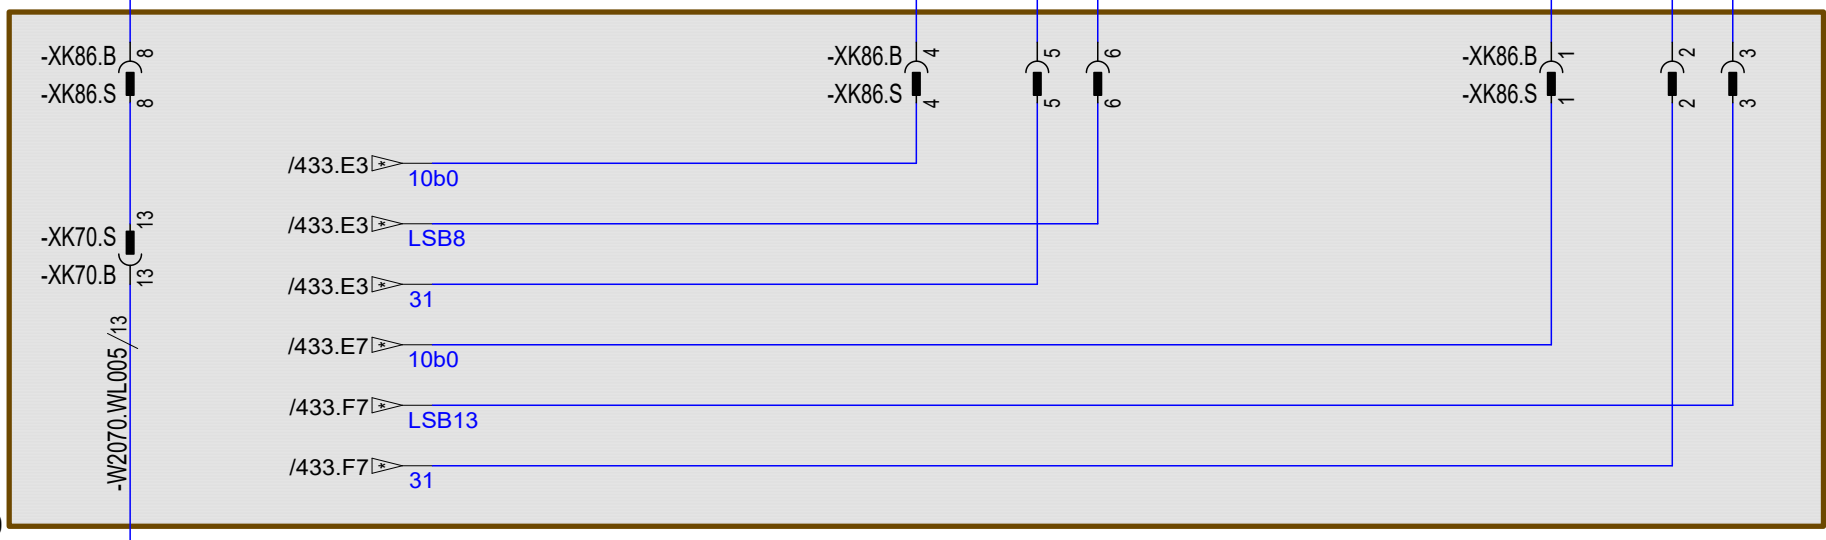 -XK86.B 8
-XK86.S 8
-XK86.B 4 5 6
-XK86.S 4 5 6
-XK86.B 1 2 3
-XK86.S 1 2 3
/433.E3 *
10b0
/433.E3 *
LSB8
/433.E3 *
31
/433.E7 *
10b0
/433.F7 *
LSB13
/433.F7 *
31
-XK70.S 13
-XK70.B 13
-W2070.WL005 /13